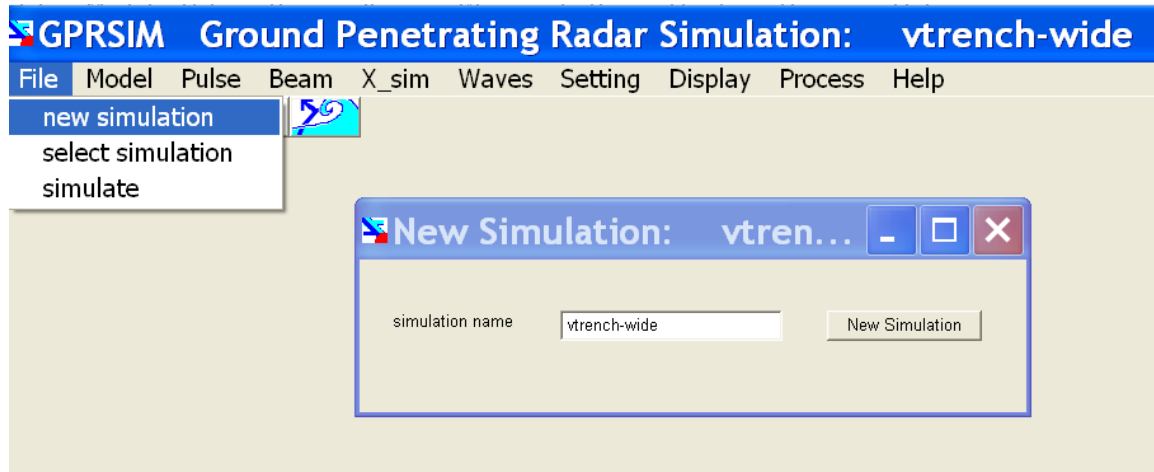 GPRSIM Ground Penetrating Radar Simulation: vtrench-wide
File Model Pulse Beam X_sim Waves Setting Display Process Help
new simulation
select simulation
simulate
New Simulation: vtren...
simulation name vtrench-wide New Simulation